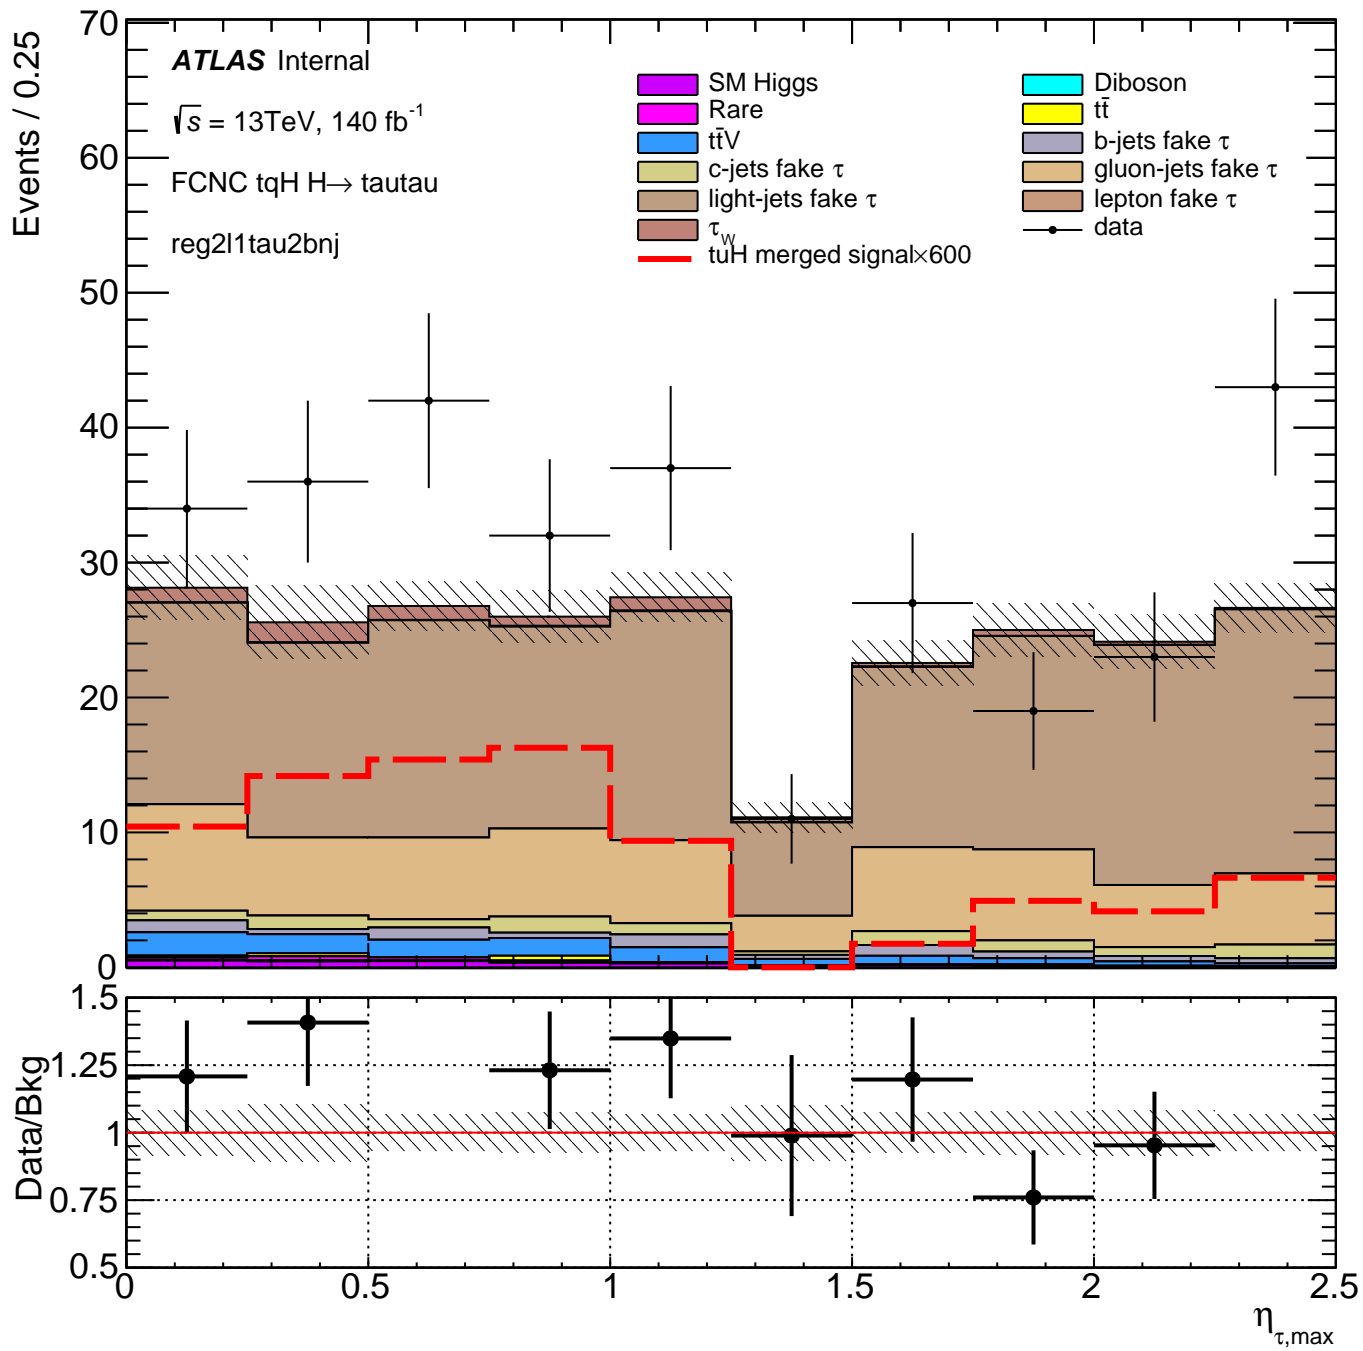 Events / 0.25
70
60
50
40
30
20
10
0
ATLAS Internal
√s = 13TeV, 140 fb⁻¹
FCNC tqH H→ tautau
reg2l1tau2bnj
SM Higgs
Rare
tt̄V
c-jets fake τ
light-jets fake τ
τ_W
tuH merged signal×600
Diboson
tt̄
b-jets fake τ
gluon-jets fake τ
lepton fake τ
data
Data/Bkg
1.5
1.25
1
0.75
0.5
0 0.5 1 1.5 2 2.5
η_τ,max